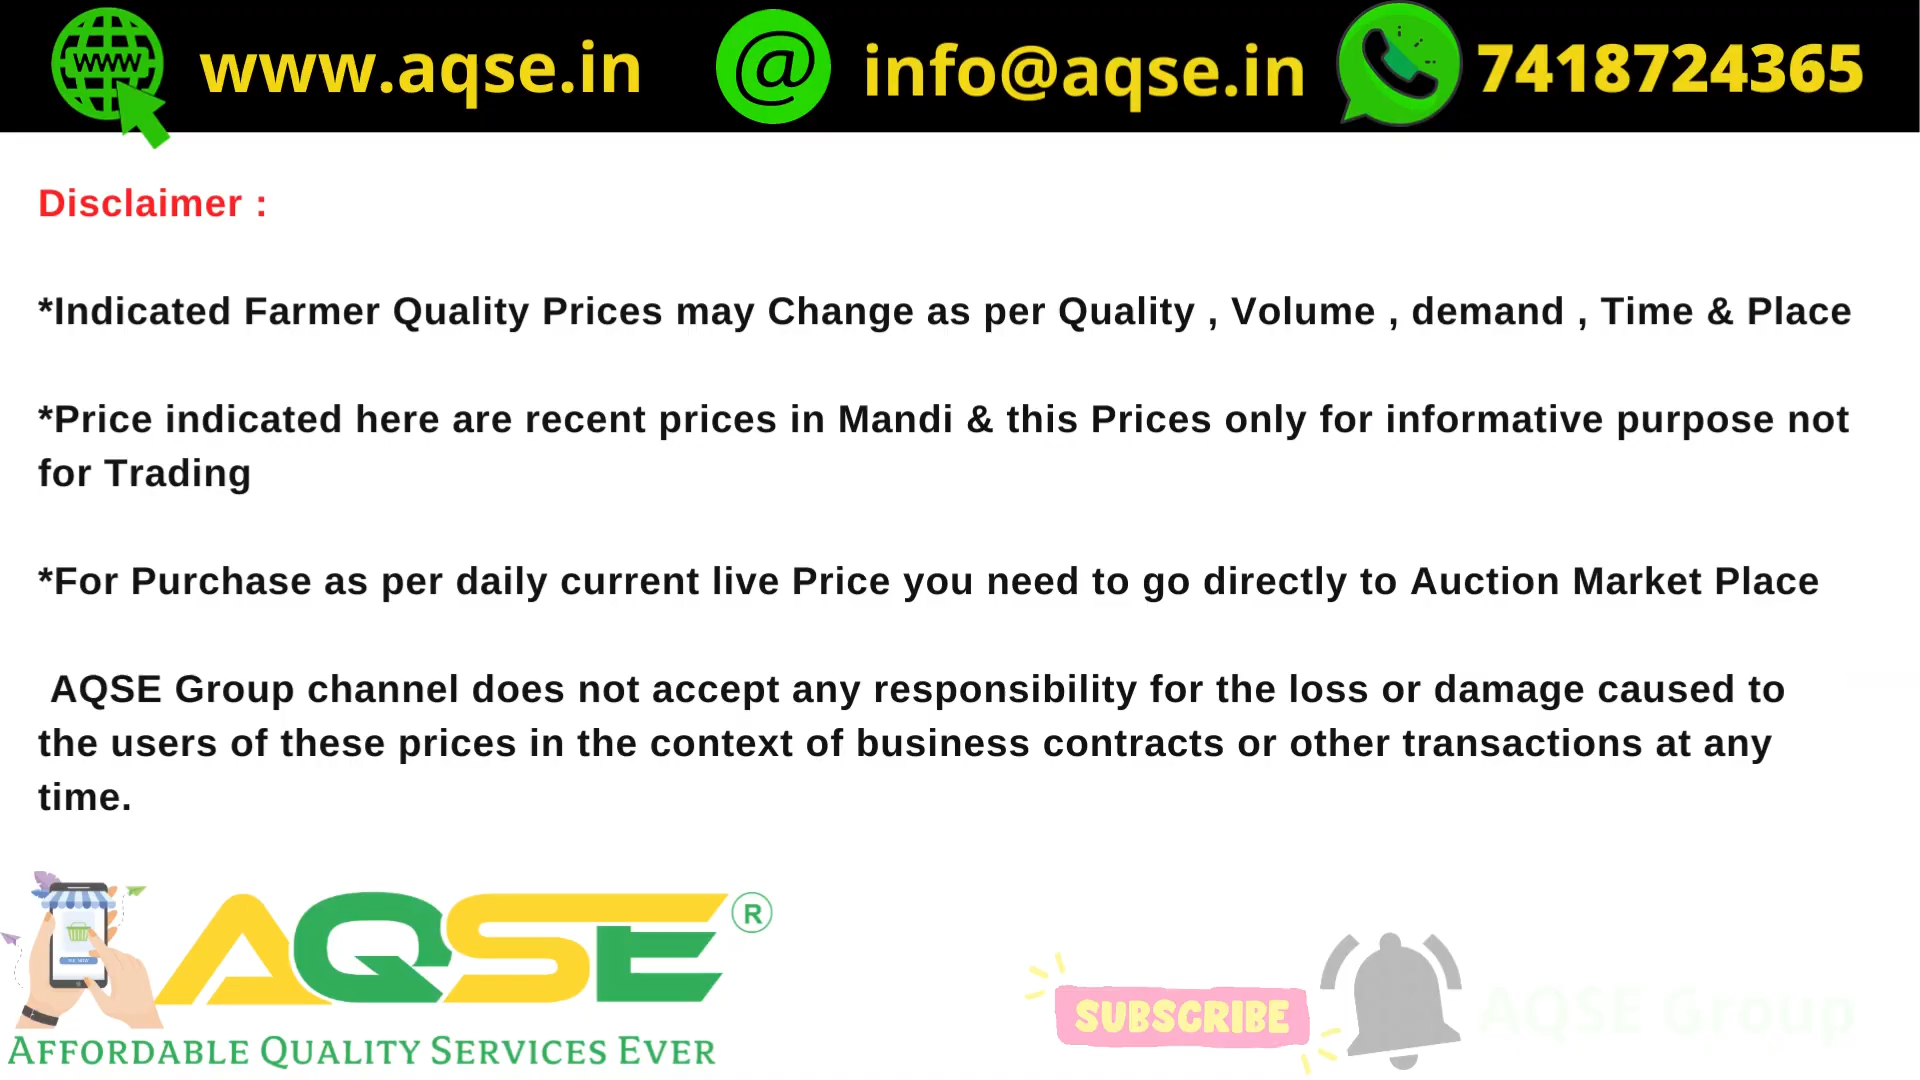 www.aqse.in
info@aqse.in
7418724365
Disclaimer :
*Indicated Farmer Quality Prices may Change as per Quality , Volume , demand , Time & Place
*Price indicated here are recent prices in Mandi & this Prices only for informative purpose not
for Trading
*For Purchase as per daily current live Price you need to go directly to Auction Market Place
AQSE Group channel does not accept any responsibility for the loss or damage caused to
the users of these prices in the context of business contracts or other transactions at any
time.
AQSE®
AFFORDABLE QUALITY SERVICES EVER
SUBSCRIBE
AQSE Group